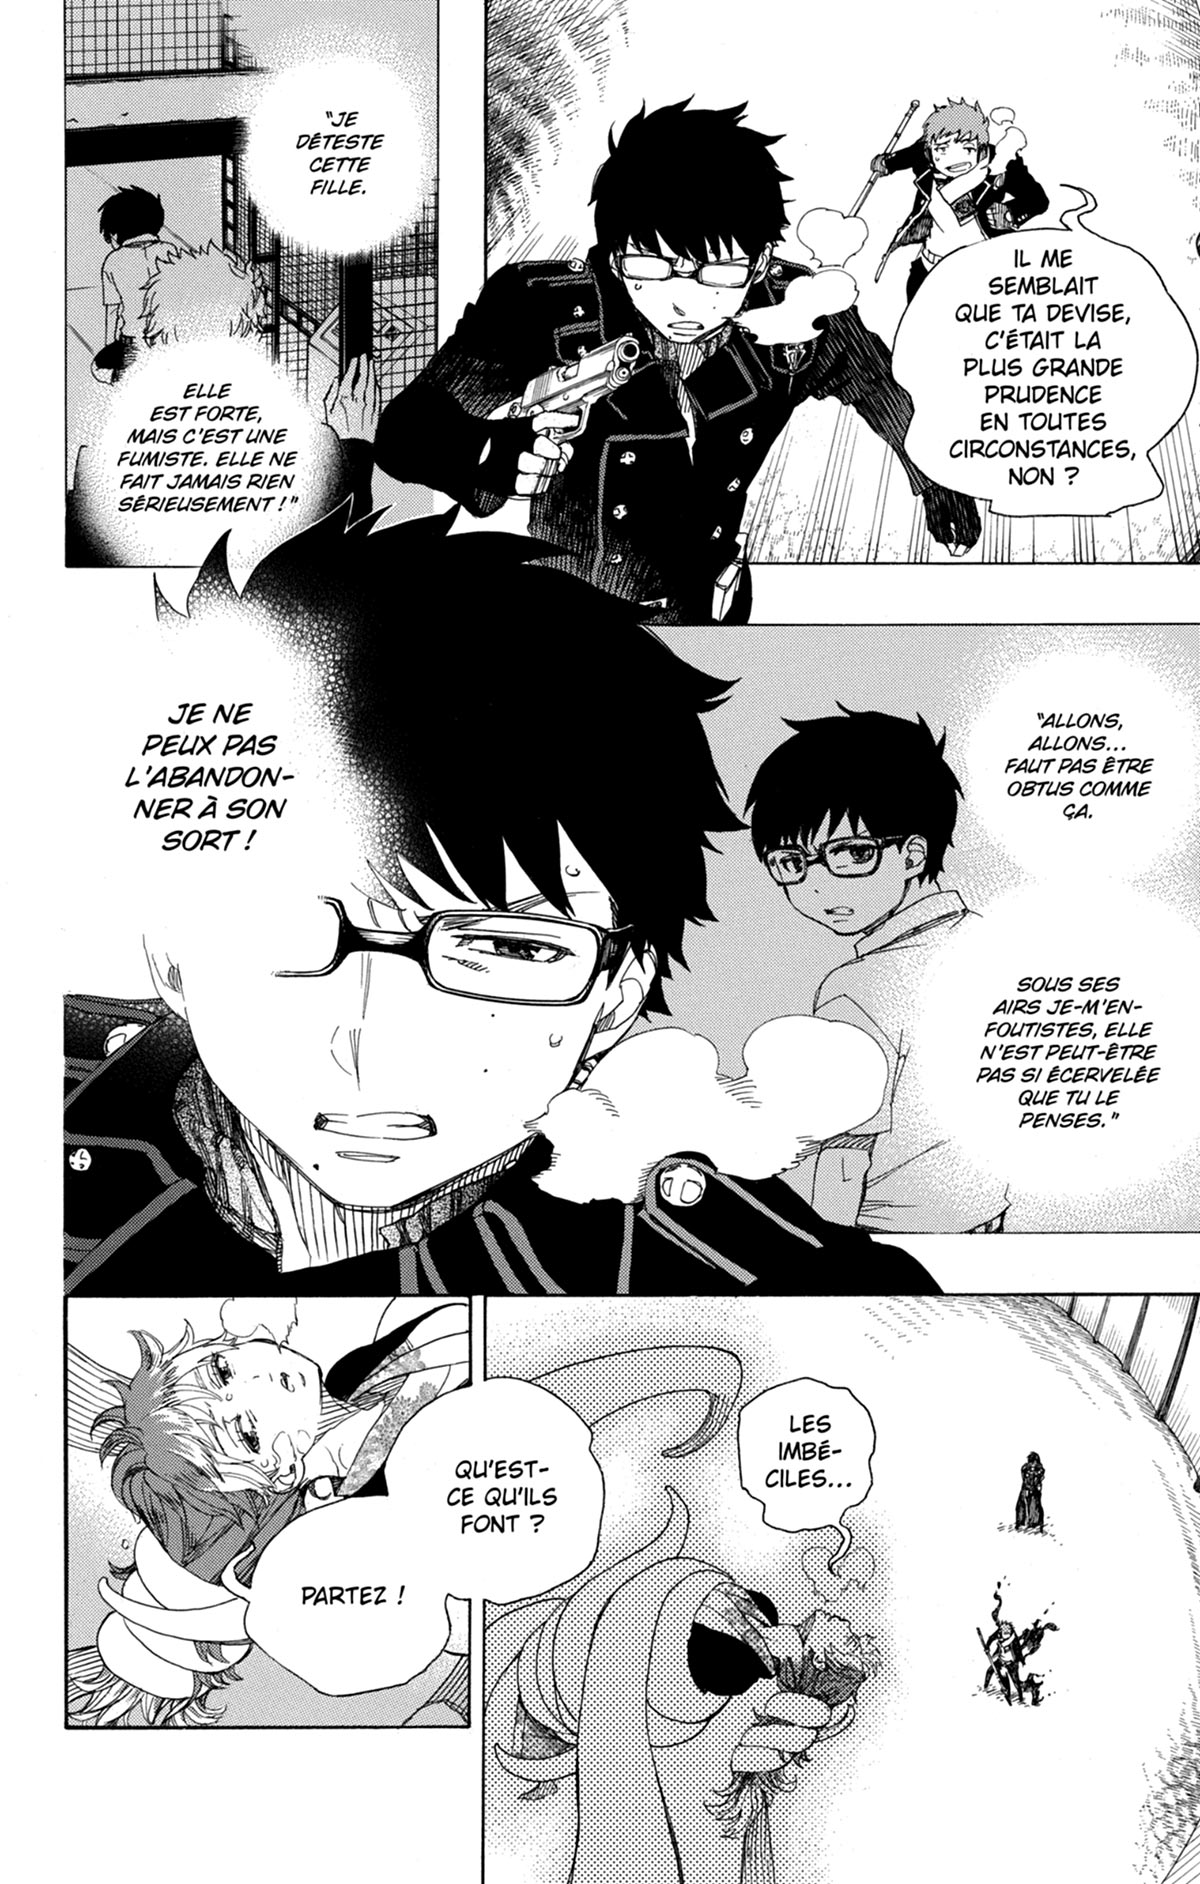 IL ME
SEMBLAIT
QUE TA DEVISE,
C'ÉTAIT LA
PLUS GRANDE
PRUDENCE
EN TOUTES
CIRCONSTANCES,
NON ?
"JE
DÉTESTE
CETTE
FILLE.
ELLE
EST FORTE,
MAIS C'EST UNE
FUMISTE. ELLE NE
FAIT JAMAIS RIEN
SÉRIEUSEMENT !"
"ALLONS,
ALLONS...
FAUT PAS ÊTRE
OBTUS COMME
ÇA.
SOUS SES
AIRS JE-M'EN-
FOUTISTES, ELLE
N'EST PEUT-ÊTRE
PAS SI ÉCERVELÉE
QUE TU LE
PENSES."
JE NE
PEUX PAS
L'ABANDON-
NER À SON
SORT !
LES
IMBÉ-
CILES...
QU'EST-
CE QU'ILS
FONT ?
PARTEZ !